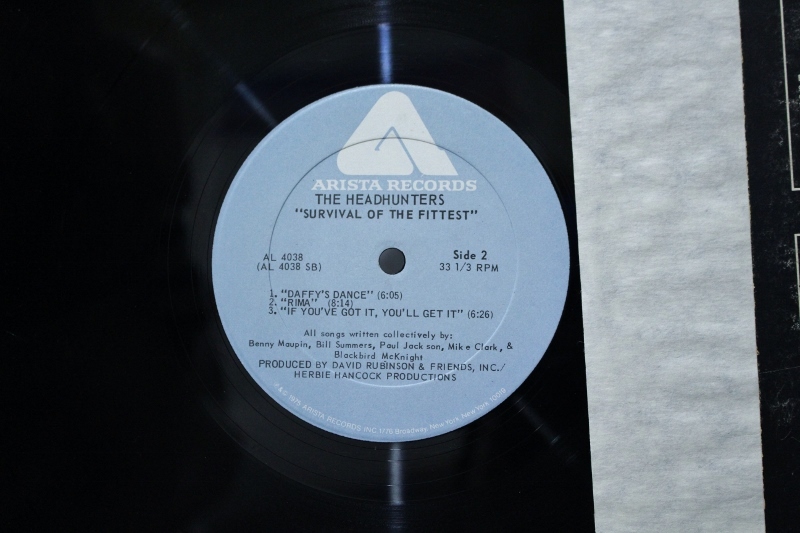 ARISTA RECORDS
THE HEADHUNTERS
"SURVIVAL OF THE FITTEST"
AL 4038
(AL 4038 SB)
Side 2
33 1/3 RPM
1. "DAFFY'S DANCE" (6:05)
2. "RIMA" (8:14)
3. "IF YOU'VE GOT IT, YOU'LL GET IT" (6:26)
All songs written collectively by:
Benny Maupin, Bill Summers, Paul Jackson, Mike Clark, &
Blackbird McKnight
PRODUCED BY DAVID RUBINSON & FRIENDS, INC./
HERBIE HANCOCK PRODUCTIONS
℗ & © 1975 ARISTA RECORDS INC. 1776 Broadway, New York, New York 10019